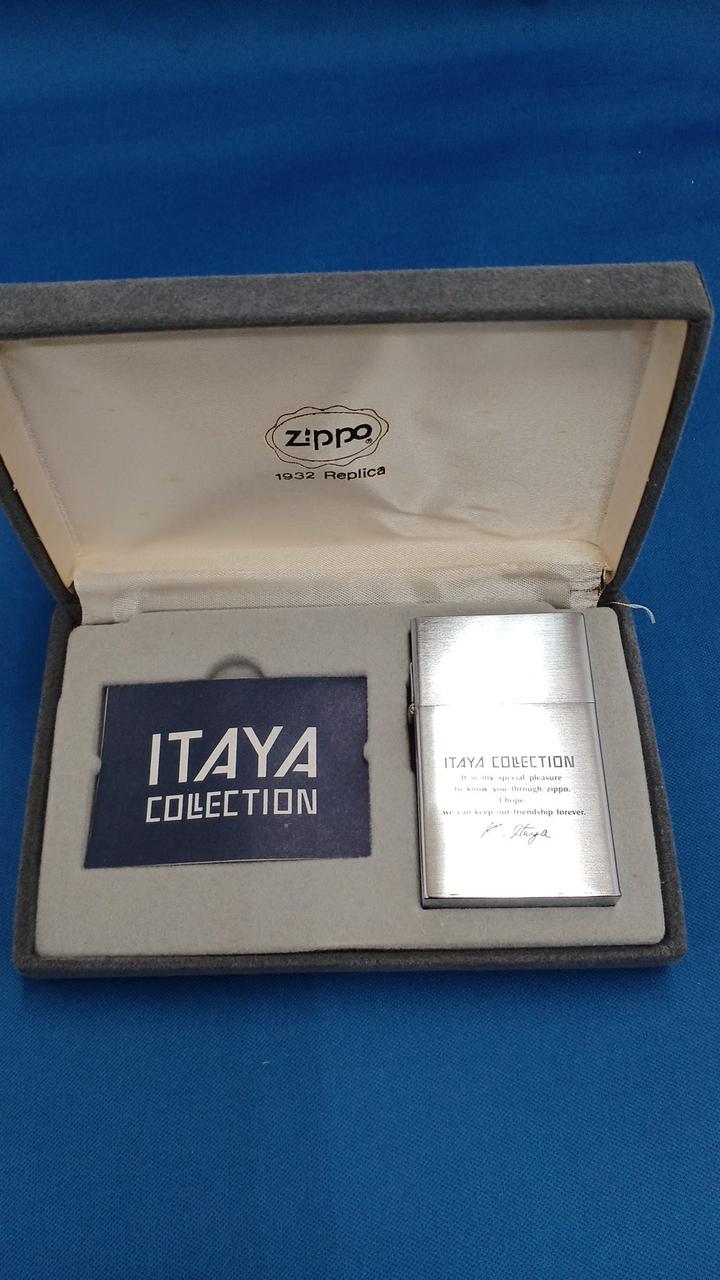 zippo®
1932 Replica
ITAYA
COLLECTION
ITAYA COLLECTION
It is my special pleasure
to know you through zippo.
I hope
we can keep our friendship forever.
K. Itaya